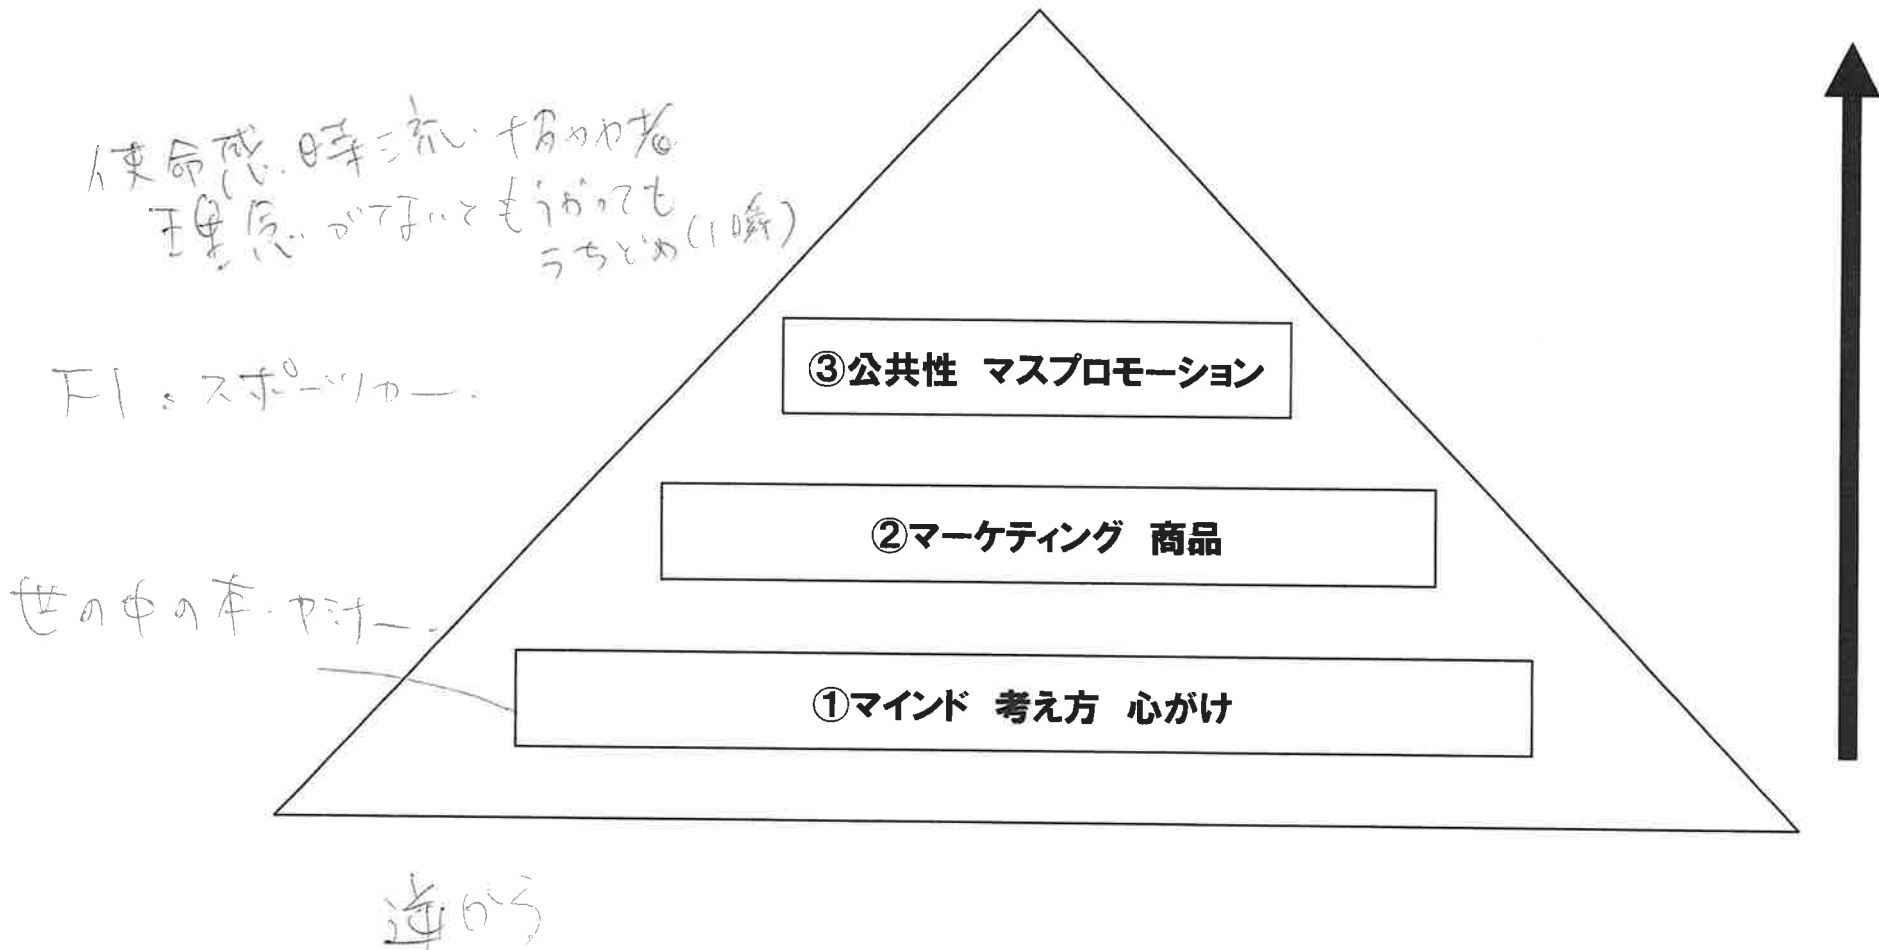 使命感、時流、
理念がないともうかっても
うちどめ(1瞬)
③公共性 マスプロモーション
F1:スポーツカー.
②マーケティング 商品
世の中の本・セミナー.
①マインド 考え方 心がけ
逆から